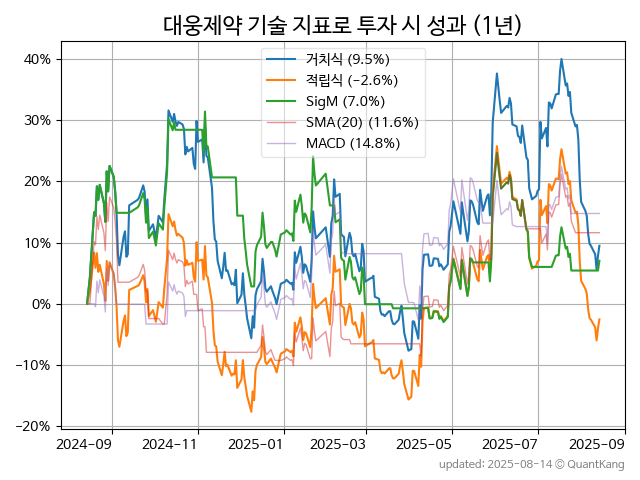 대웅제약 기술 지표로 투자 시 성과 (1년)
거치식 (9.5%)
적립식 (-2.6%)
SigM (7.0%)
SMA(20) (11.6%)
MACD (14.8%)
40%
30%
20%
10%
0%
-10%
-20%
2024-09
2024-11
2025-01
2025-03
2025-05
2025-07
2025-09
updated: 2025-08-14 © QuantKang